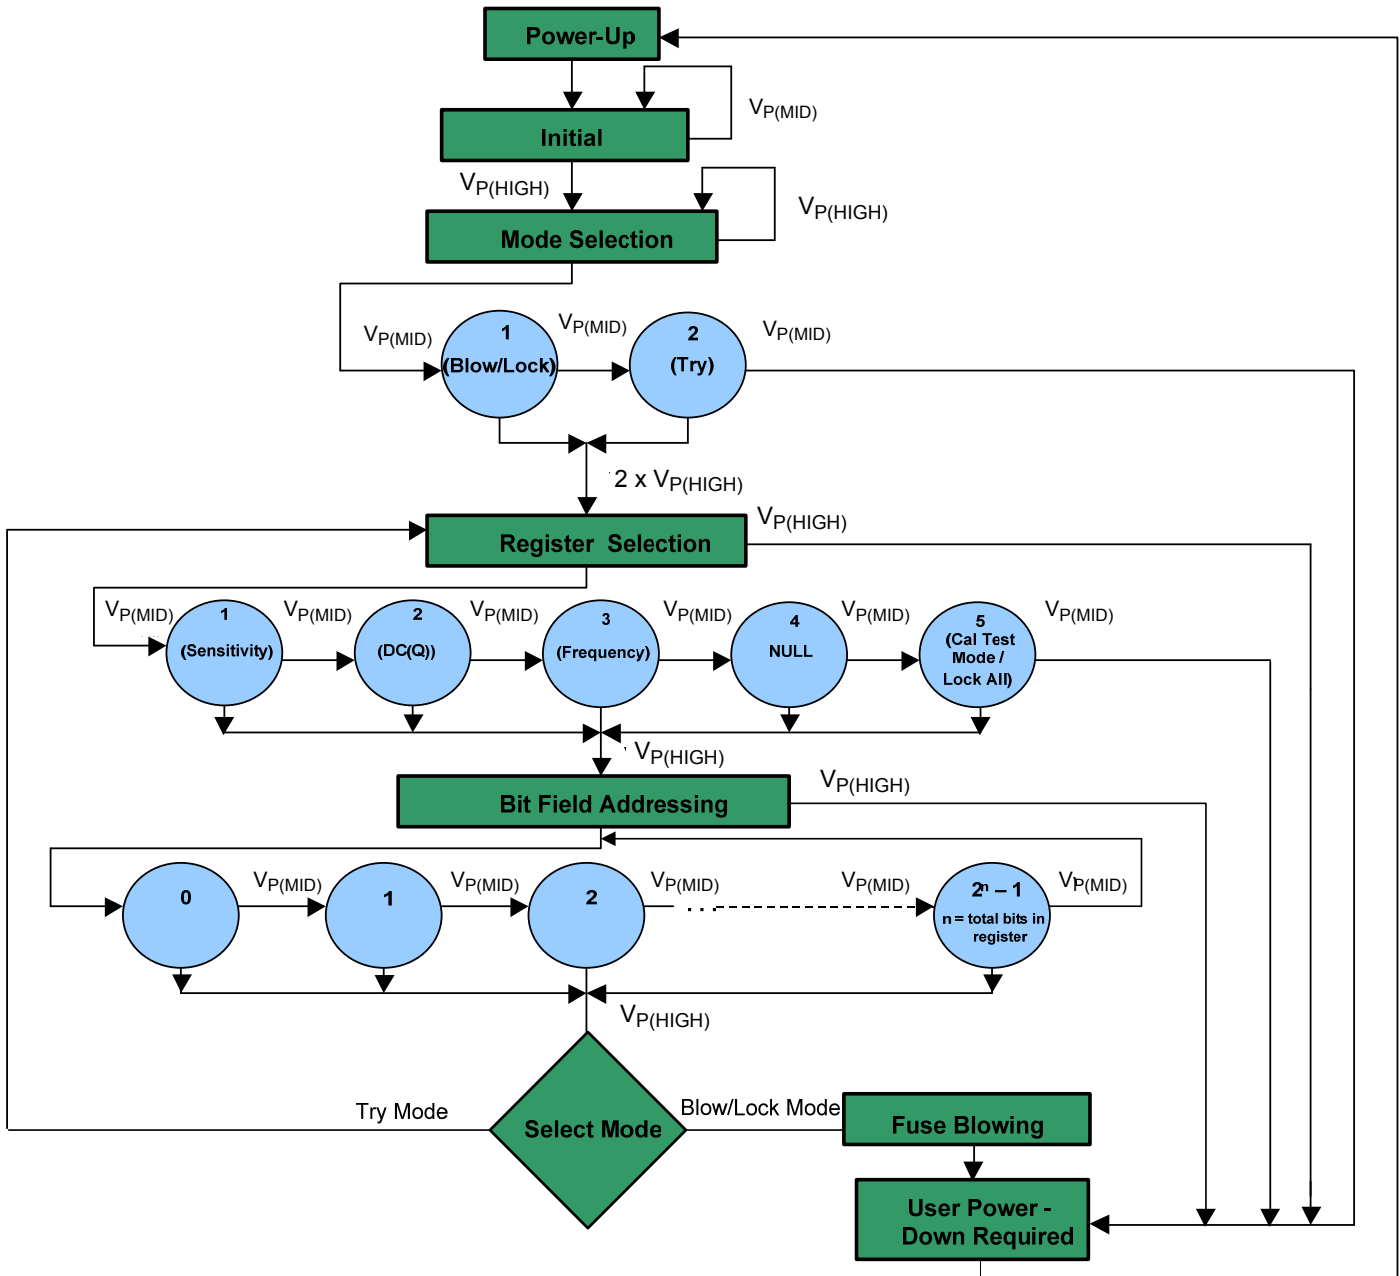 Power-Up
VP(MID)
Initial
VP(HIGH)
VP(HIGH)
Mode Selection
VP(MID)
1
(Blow/Lock)
VP(MID)
2
(Try)
VP(MID)
2 x VP(HIGH)
Register Selection
VP(HIGH)
VP(MID)
1
(Sensitivity)
VP(MID)
2
(DC(Q))
VP(MID)
3
(Frequency)
VP(MID)
4
NULL
VP(MID)
5
(Cal Test
Mode /
Lock All)
VP(MID)
VP(HIGH)
Bit Field Addressing
VP(HIGH)
0
VP(MID)
1
VP(MID)
2
VP(MID)
. . .
VP(MID)
2n – 1
n = total bits in
register
VP(MID)
VP(HIGH)
Try Mode
Select Mode
Blow/Lock Mode
Fuse Blowing
User Power -
Down Required